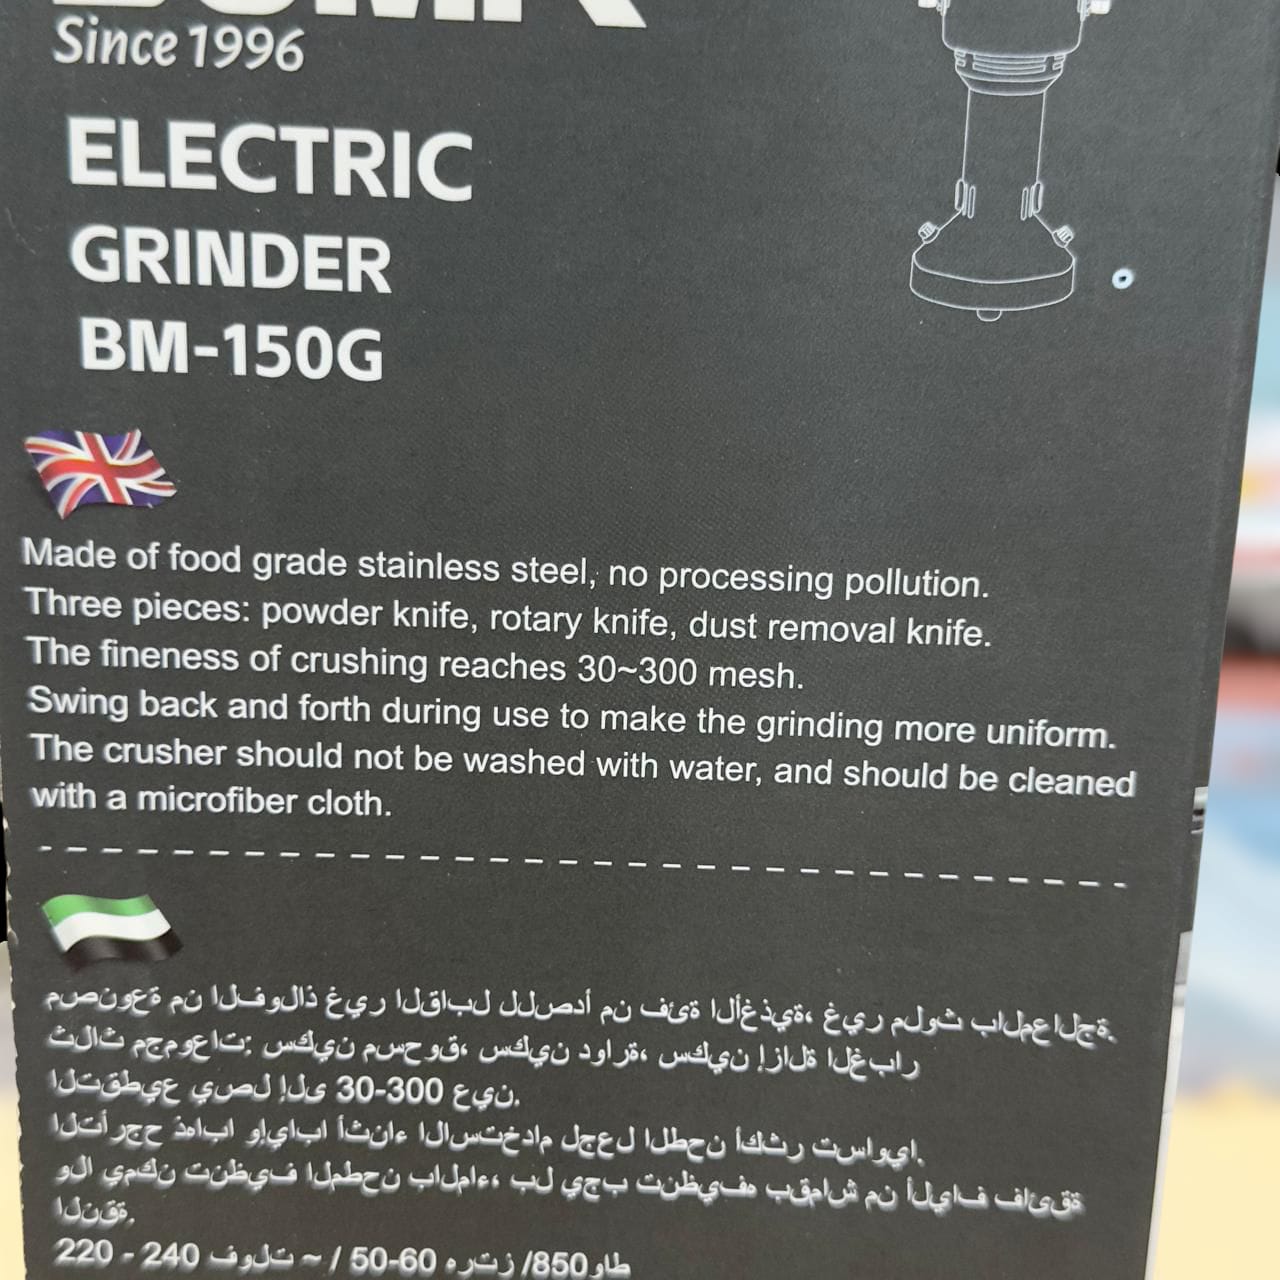 Since 1996
ELECTRIC
GRINDER
BM-150G
Made of food grade stainless steel, no processing pollution.
Three pieces: powder knife, rotary knife, dust removal knife.
The fineness of crushing reaches 30~300 mesh.
Swing back and forth during use to make the grinding more uniform.
The crusher should not be washed with water, and should be cleaned
with a microfiber cloth.
مصنوعة من الفولاذ غير القابل للصدأ من فئة الأغذية، غير ملوث بالمعالجة.
ثلاث مجموعات: سكين مسحوق، سكين دوارة، سكين إزالة الغبار
التقطيع يصل إلى 30-300 عين.
التأرجح ذهابا وإيابا أثناء الاستخدام لجعل الطحن أكثر تساويا.
ولا يمكن تنظيف المطحن بالماء، بل يجب تنظيفه بقماش من ألياف فائقة
النقة.
220 - 240 فولت ~ / 50-60 هرتز /850واط